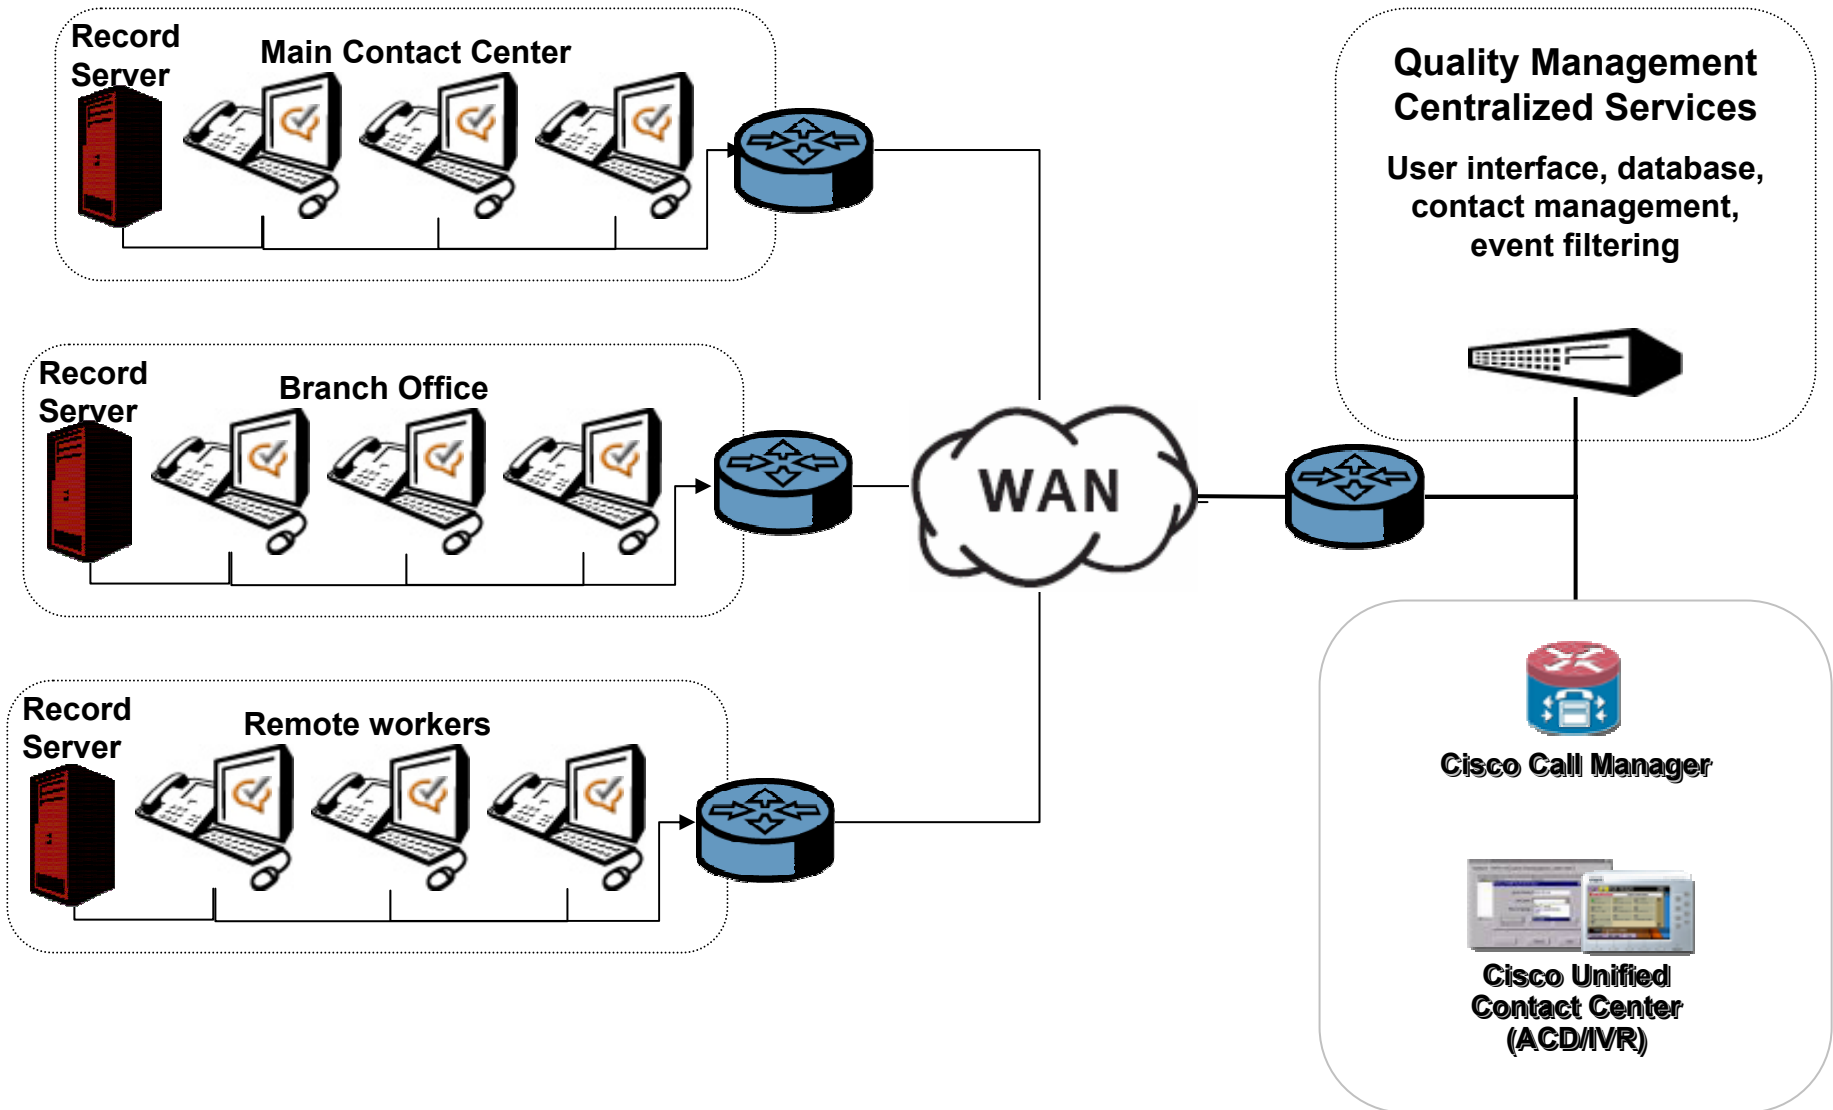 Record
Server
Main Contact Center
Quality Management
Centralized Services
User interface, database,
contact management,
event filtering
Record
Server
Branch Office
WAN
Record
Server
Remote workers
Cisco Call Manager
Cisco Unified
Contact Center
(ACD/IVR)